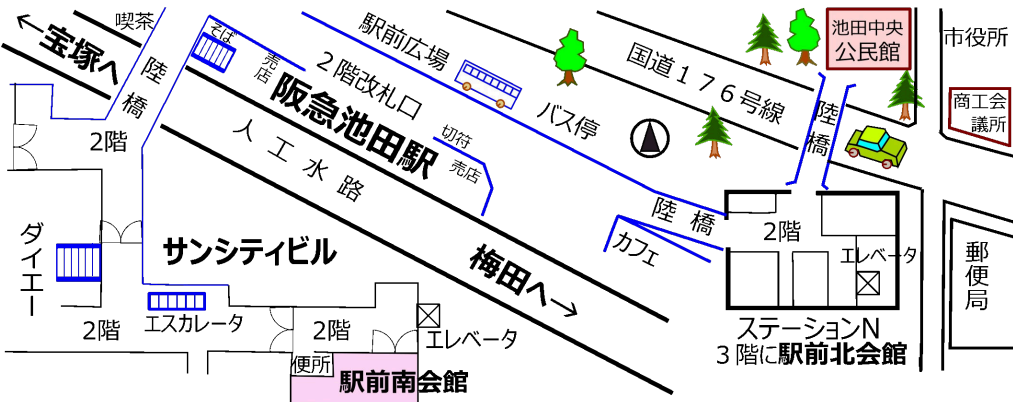 ←宝塚へ
喫茶
陸橋
2階
そば
売店
駅前広場
２階改札口
阪急池田駅
切符
売店
人工水路
梅田へ→
国道１７６号線
バス停
池田中央
公民館
市役所
商工会
議所
陸橋
陸橋
カフェ
2階
エレベータ
郵便局
ステーションN
３階に駅前北会館
ダイエー
サンシティビル
エスカレータ
2階
2階
エレベータ
便所
駅前南会館